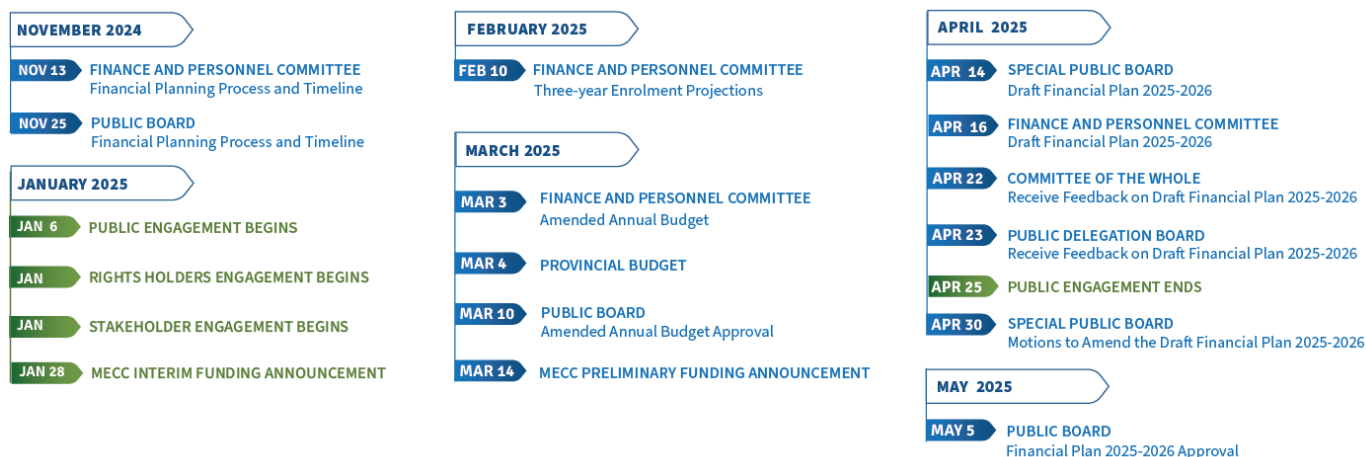 NOVEMBER 2024
NOV 13
FINANCE AND PERSONNEL COMMITTEE
Financial Planning Process and Timeline
NOV 25
PUBLIC BOARD
Financial Planning Process and Timeline
JANUARY 2025
JAN 6
PUBLIC ENGAGEMENT BEGINS
JAN
RIGHTS HOLDERS ENGAGEMENT BEGINS
JAN
STAKEHOLDER ENGAGEMENT BEGINS
JAN 28
MECC INTERIM FUNDING ANNOUNCEMENT
FEBRUARY 2025
FEB 10
FINANCE AND PERSONNEL COMMITTEE
Three-year Enrolment Projections
MARCH 2025
MAR 3
FINANCE AND PERSONNEL COMMITTEE
Amended Annual Budget
MAR 4
PROVINCIAL BUDGET
MAR 10
PUBLIC BOARD
Amended Annual Budget Approval
MAR 14
MECC PRELIMINARY FUNDING ANNOUNCEMENT
APRIL 2025
APR 14
SPECIAL PUBLIC BOARD
Draft Financial Plan 2025-2026
APR 16
FINANCE AND PERSONNEL COMMITTEE
Draft Financial Plan 2025-2026
APR 22
COMMITTEE OF THE WHOLE
Receive Feedback on Draft Financial Plan 2025-2026
APR 23
PUBLIC DELEGATION BOARD
Receive Feedback on Draft Financial Plan 2025-2026
APR 25
PUBLIC ENGAGEMENT ENDS
APR 30
SPECIAL PUBLIC BOARD
Motions to Amend the Draft Financial Plan 2025-2026
MAY 2025
MAY 5
PUBLIC BOARD
Financial Plan 2025-2026 Approval